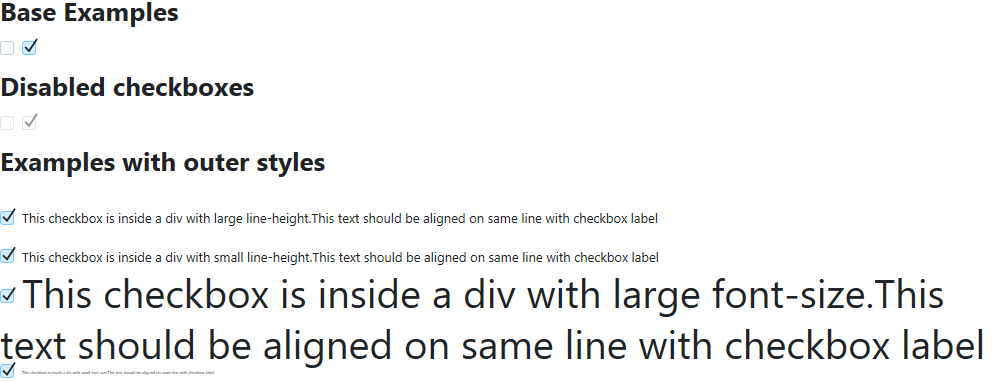 Base Examples
Disabled checkboxes
Examples with outer styles
This checkbox is inside a div with large line-height.This text should be aligned on same line with checkbox label
This checkbox is inside a div with small line-height.This text should be aligned on same line with checkbox label
This checkbox is inside a div with large font-size.This
text should be aligned on same line with checkbox label
This checkbox is inside a div with small font-size.This text should be aligned on same line with checkbox label